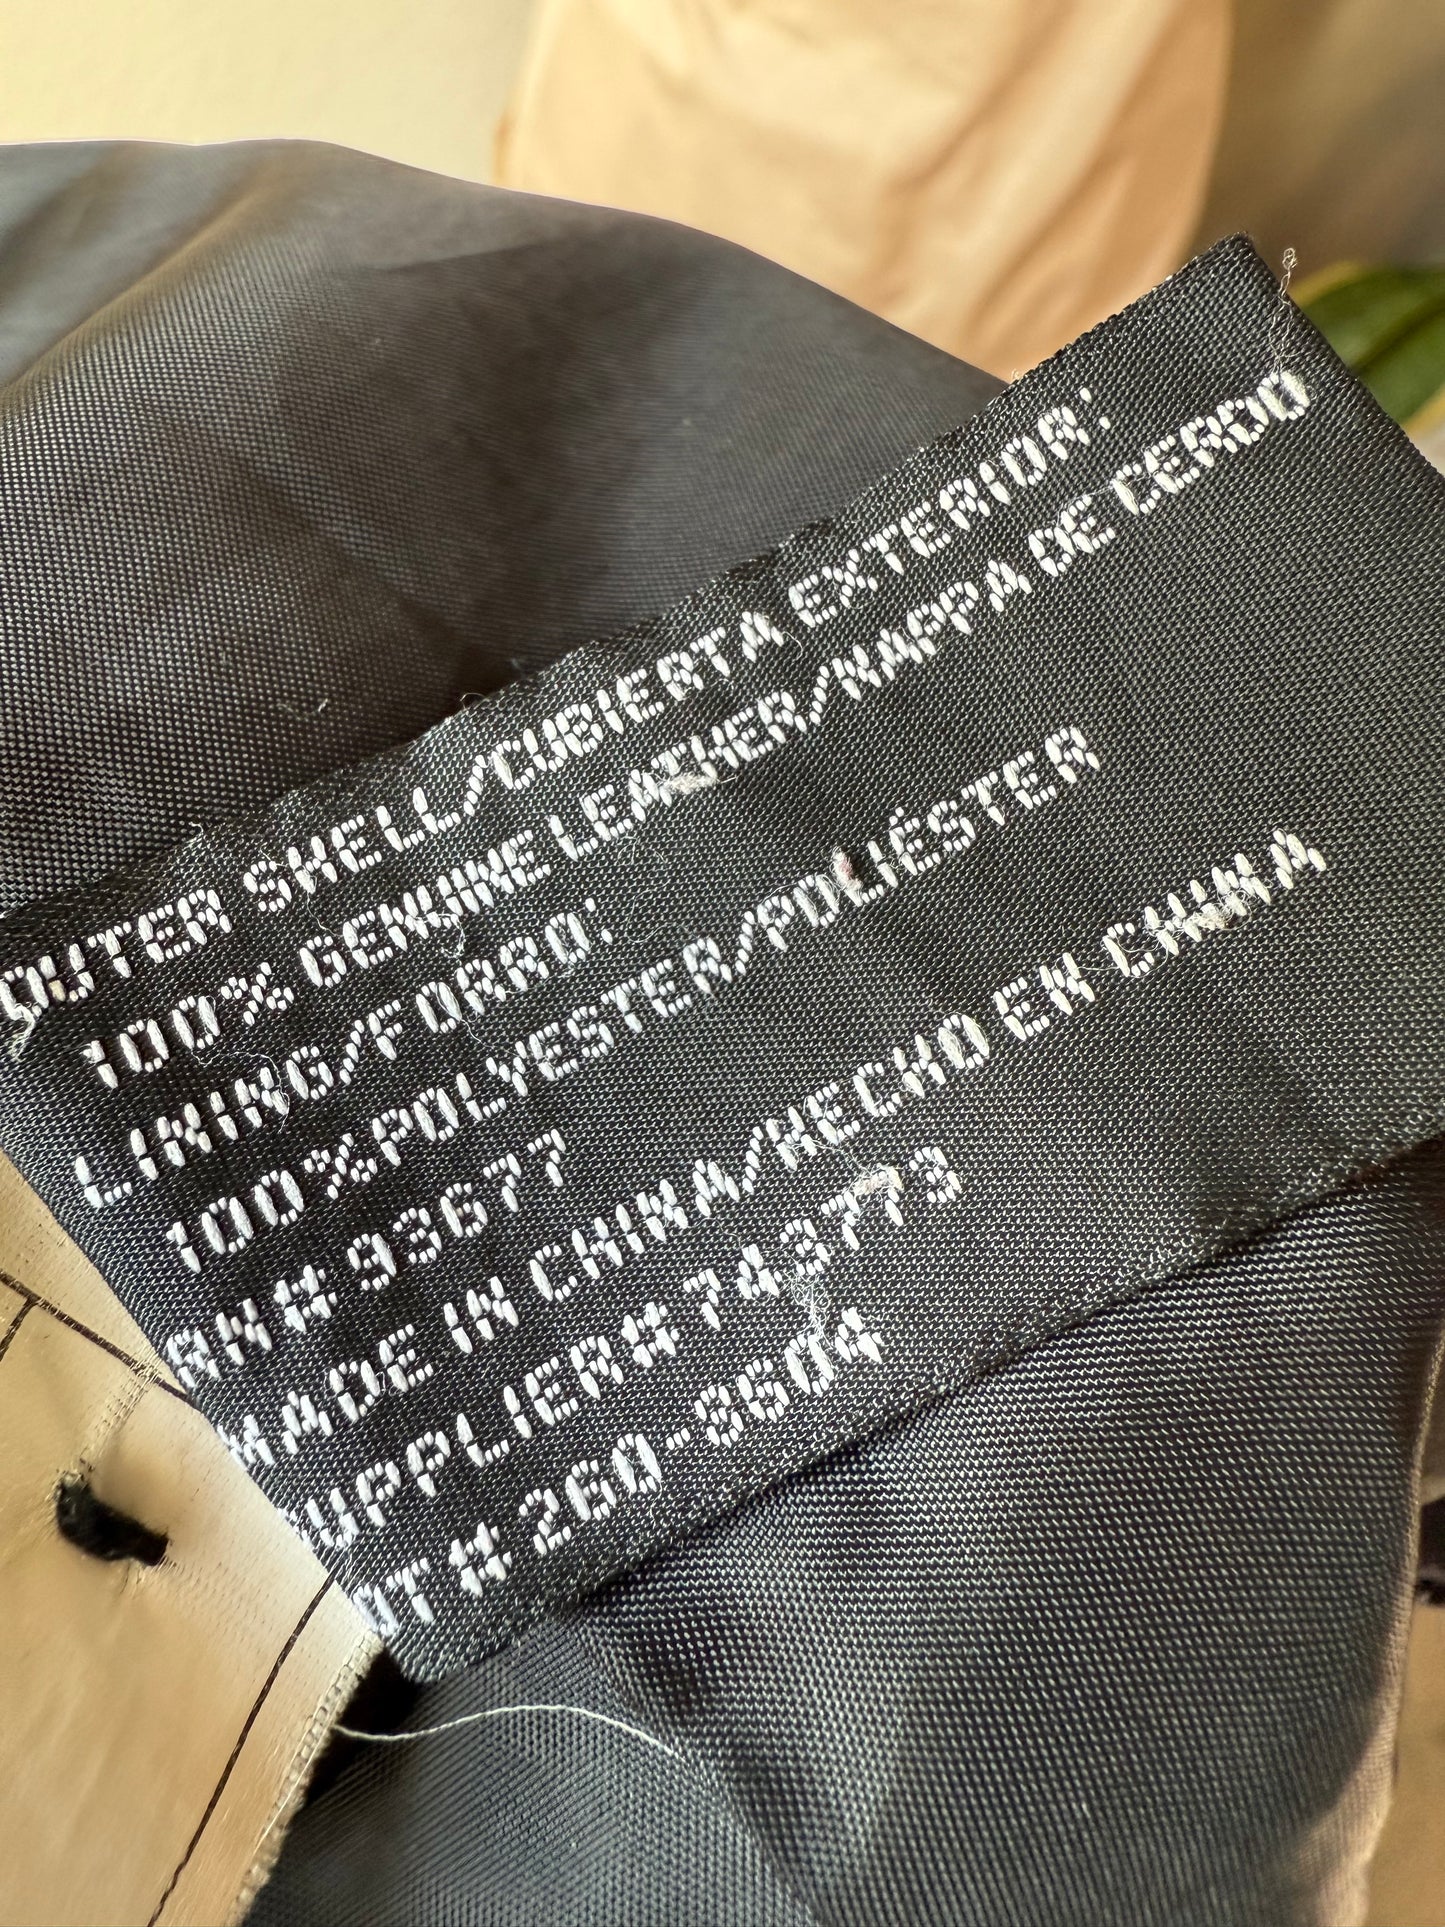 OUTER SHELL/CUBIERTA EXTERIOR:
100% GENUINE LEATHER/NAPPA DE CERDO
LINING/FORRO:
100%POLYESTER/POLIÉSTER
RN # 93677
MADE IN CHINA/HECHO EN CHINA
SUPPLIER# 743773
OT # 260-8604